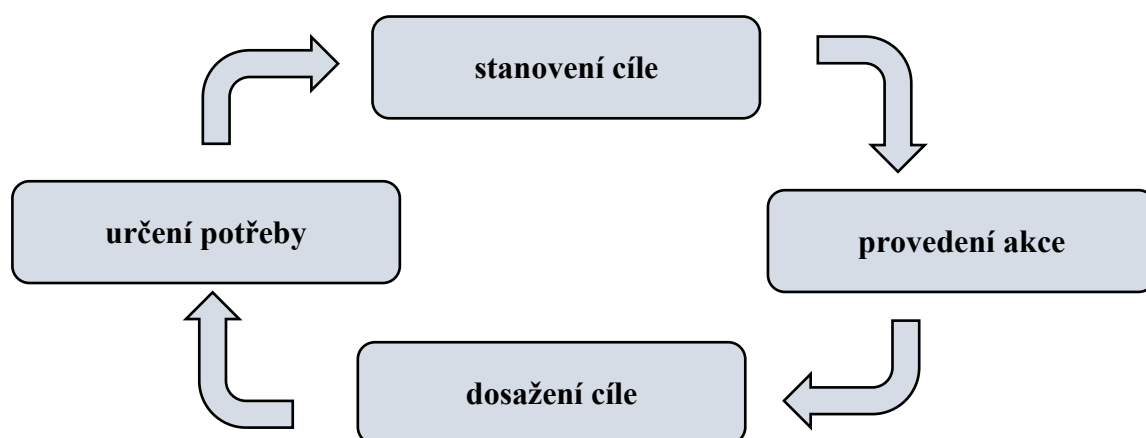 stanovení cíle
určení potřeby
provedení akce
dosažení cíle